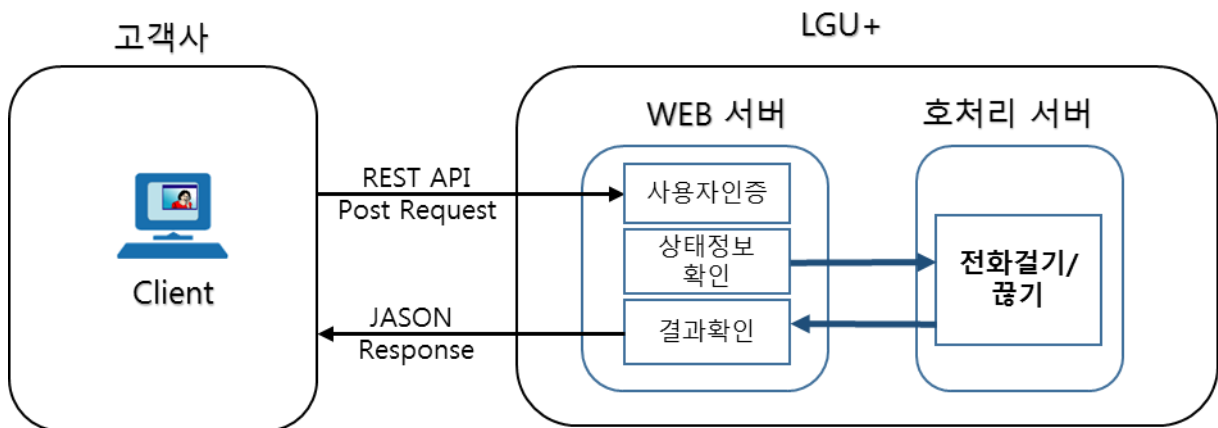 고객사
LGU+
WEB 서버
호처리 서버
REST API
Post Request
사용자인증
상태정보
확인
전화걸기/
끊기
Client
JASON
Response
결과확인